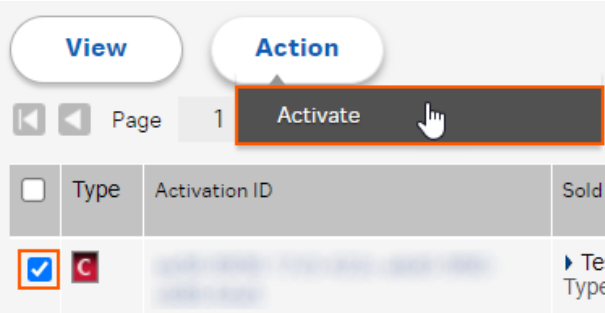 View Action
Activate
Page 1
Type Activation ID Sold
C Te
Type